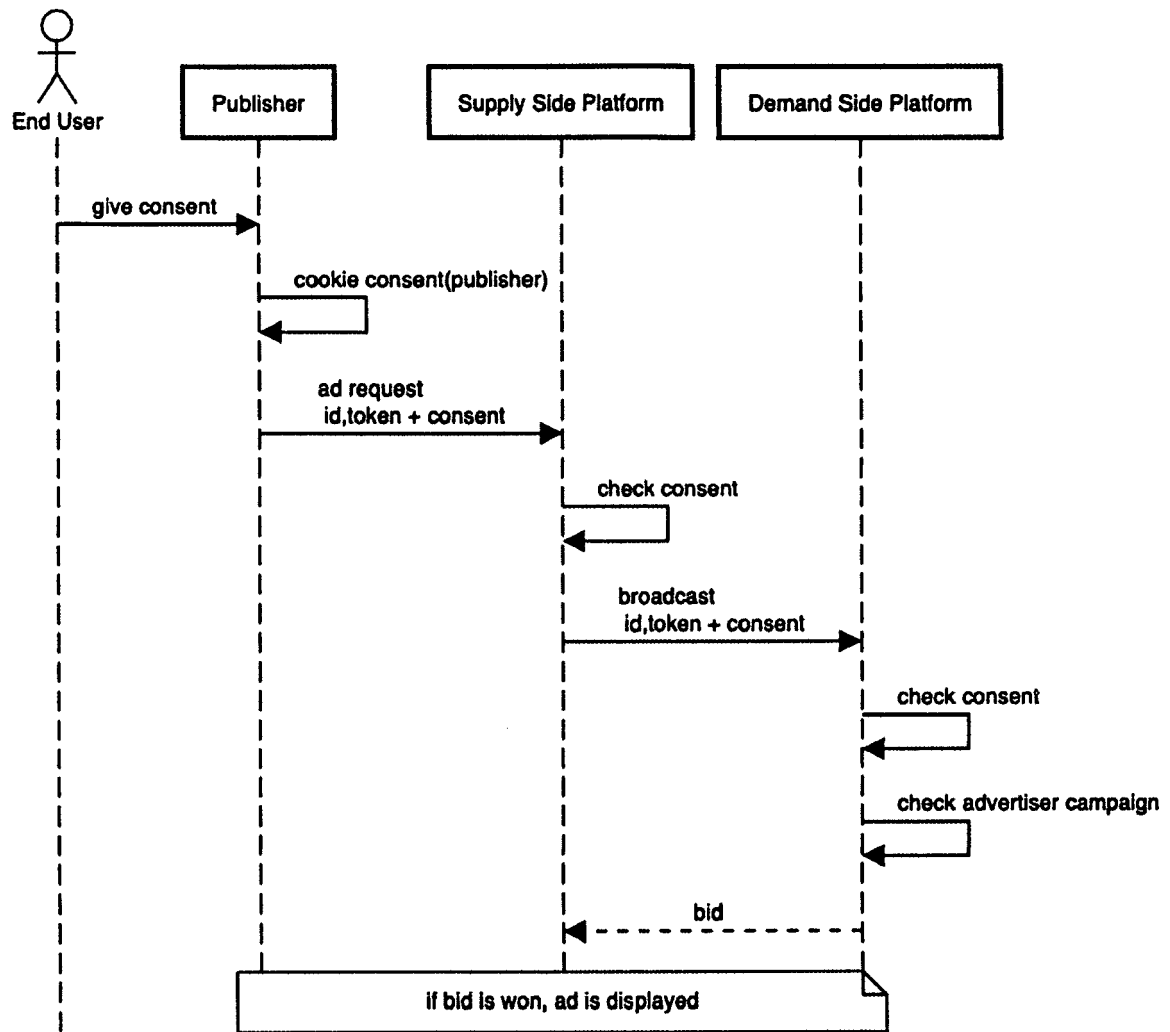 End User
Publisher
Supply Side Platform
Demand Side Platform
give consent
cookie consent(publisher)
ad request
id,token + consent
check consent
broadcast
id,token + consent
check consent
check advertiser campaign
bid
if bid is won, ad is displayed